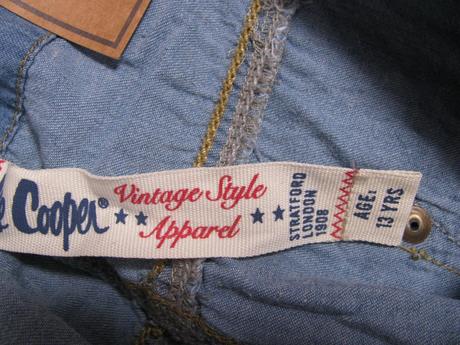 Cooper®
Vintage Style
Apparel
STRATFORD
LONDON
1908
AGE:
13 YRS